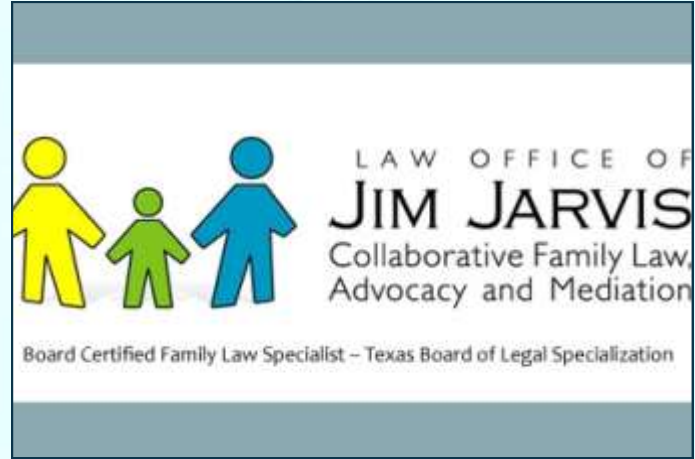 LAW OFFICE OF
JIM JARVIS
Collaborative Family Law,
Advocacy and Mediation
Board Certified Family Law Specialist – Texas Board of Legal Specialization